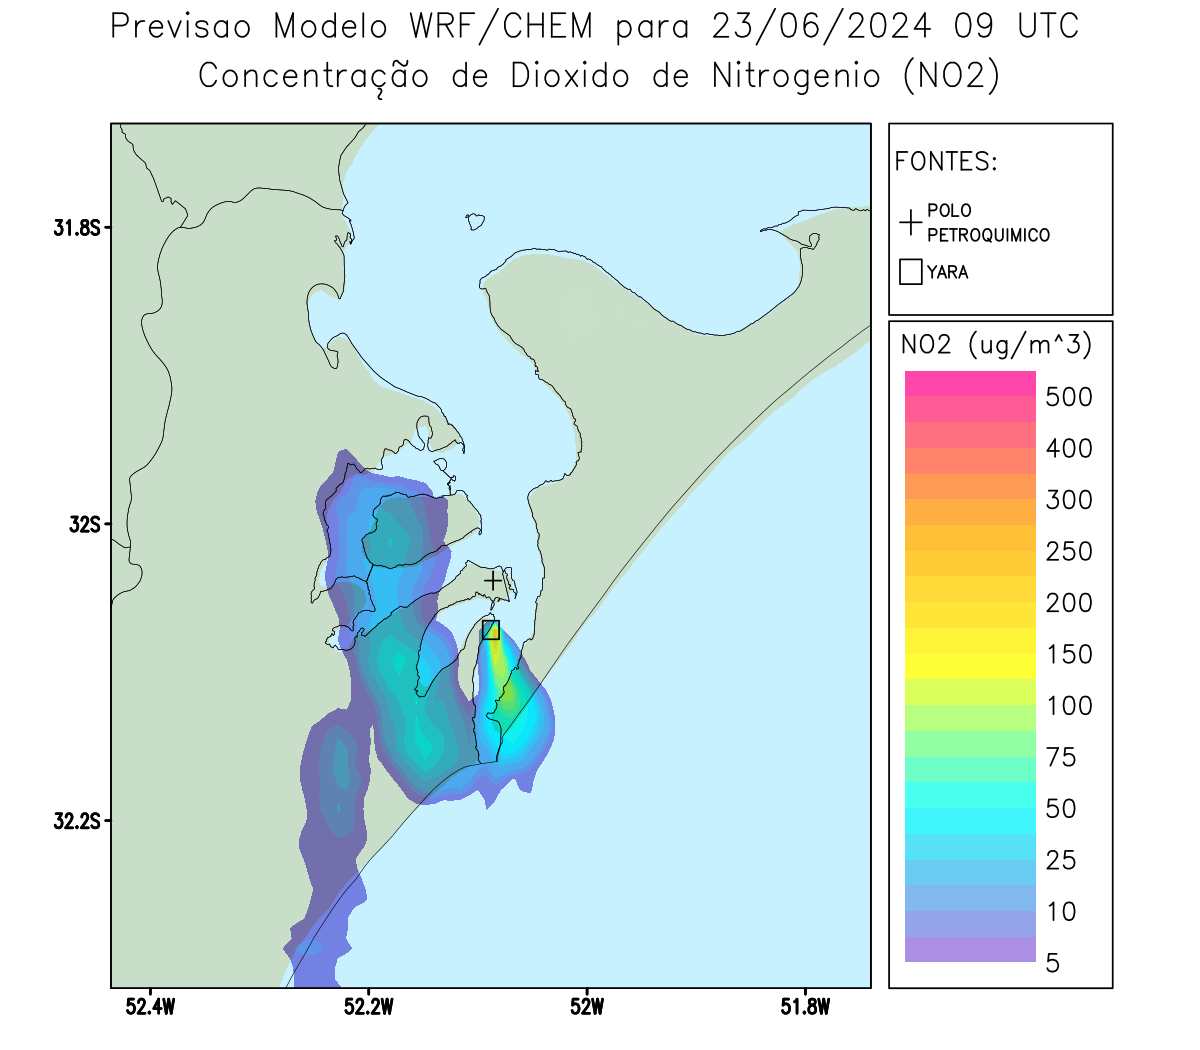 Previsao Modelo WRF/CHEM para 23/06/2024 09 UTC
Concentração de Dioxido de Nitrogenio (NO2)
FONTES:
POLO
PETROQUIMICO
YARA
NO2 (ug/m^3)
500
400
300
250
200
150
100
75
50
25
10
5
31.8S
32S
32.2S
52.4W
52.2W
52W
51.8W